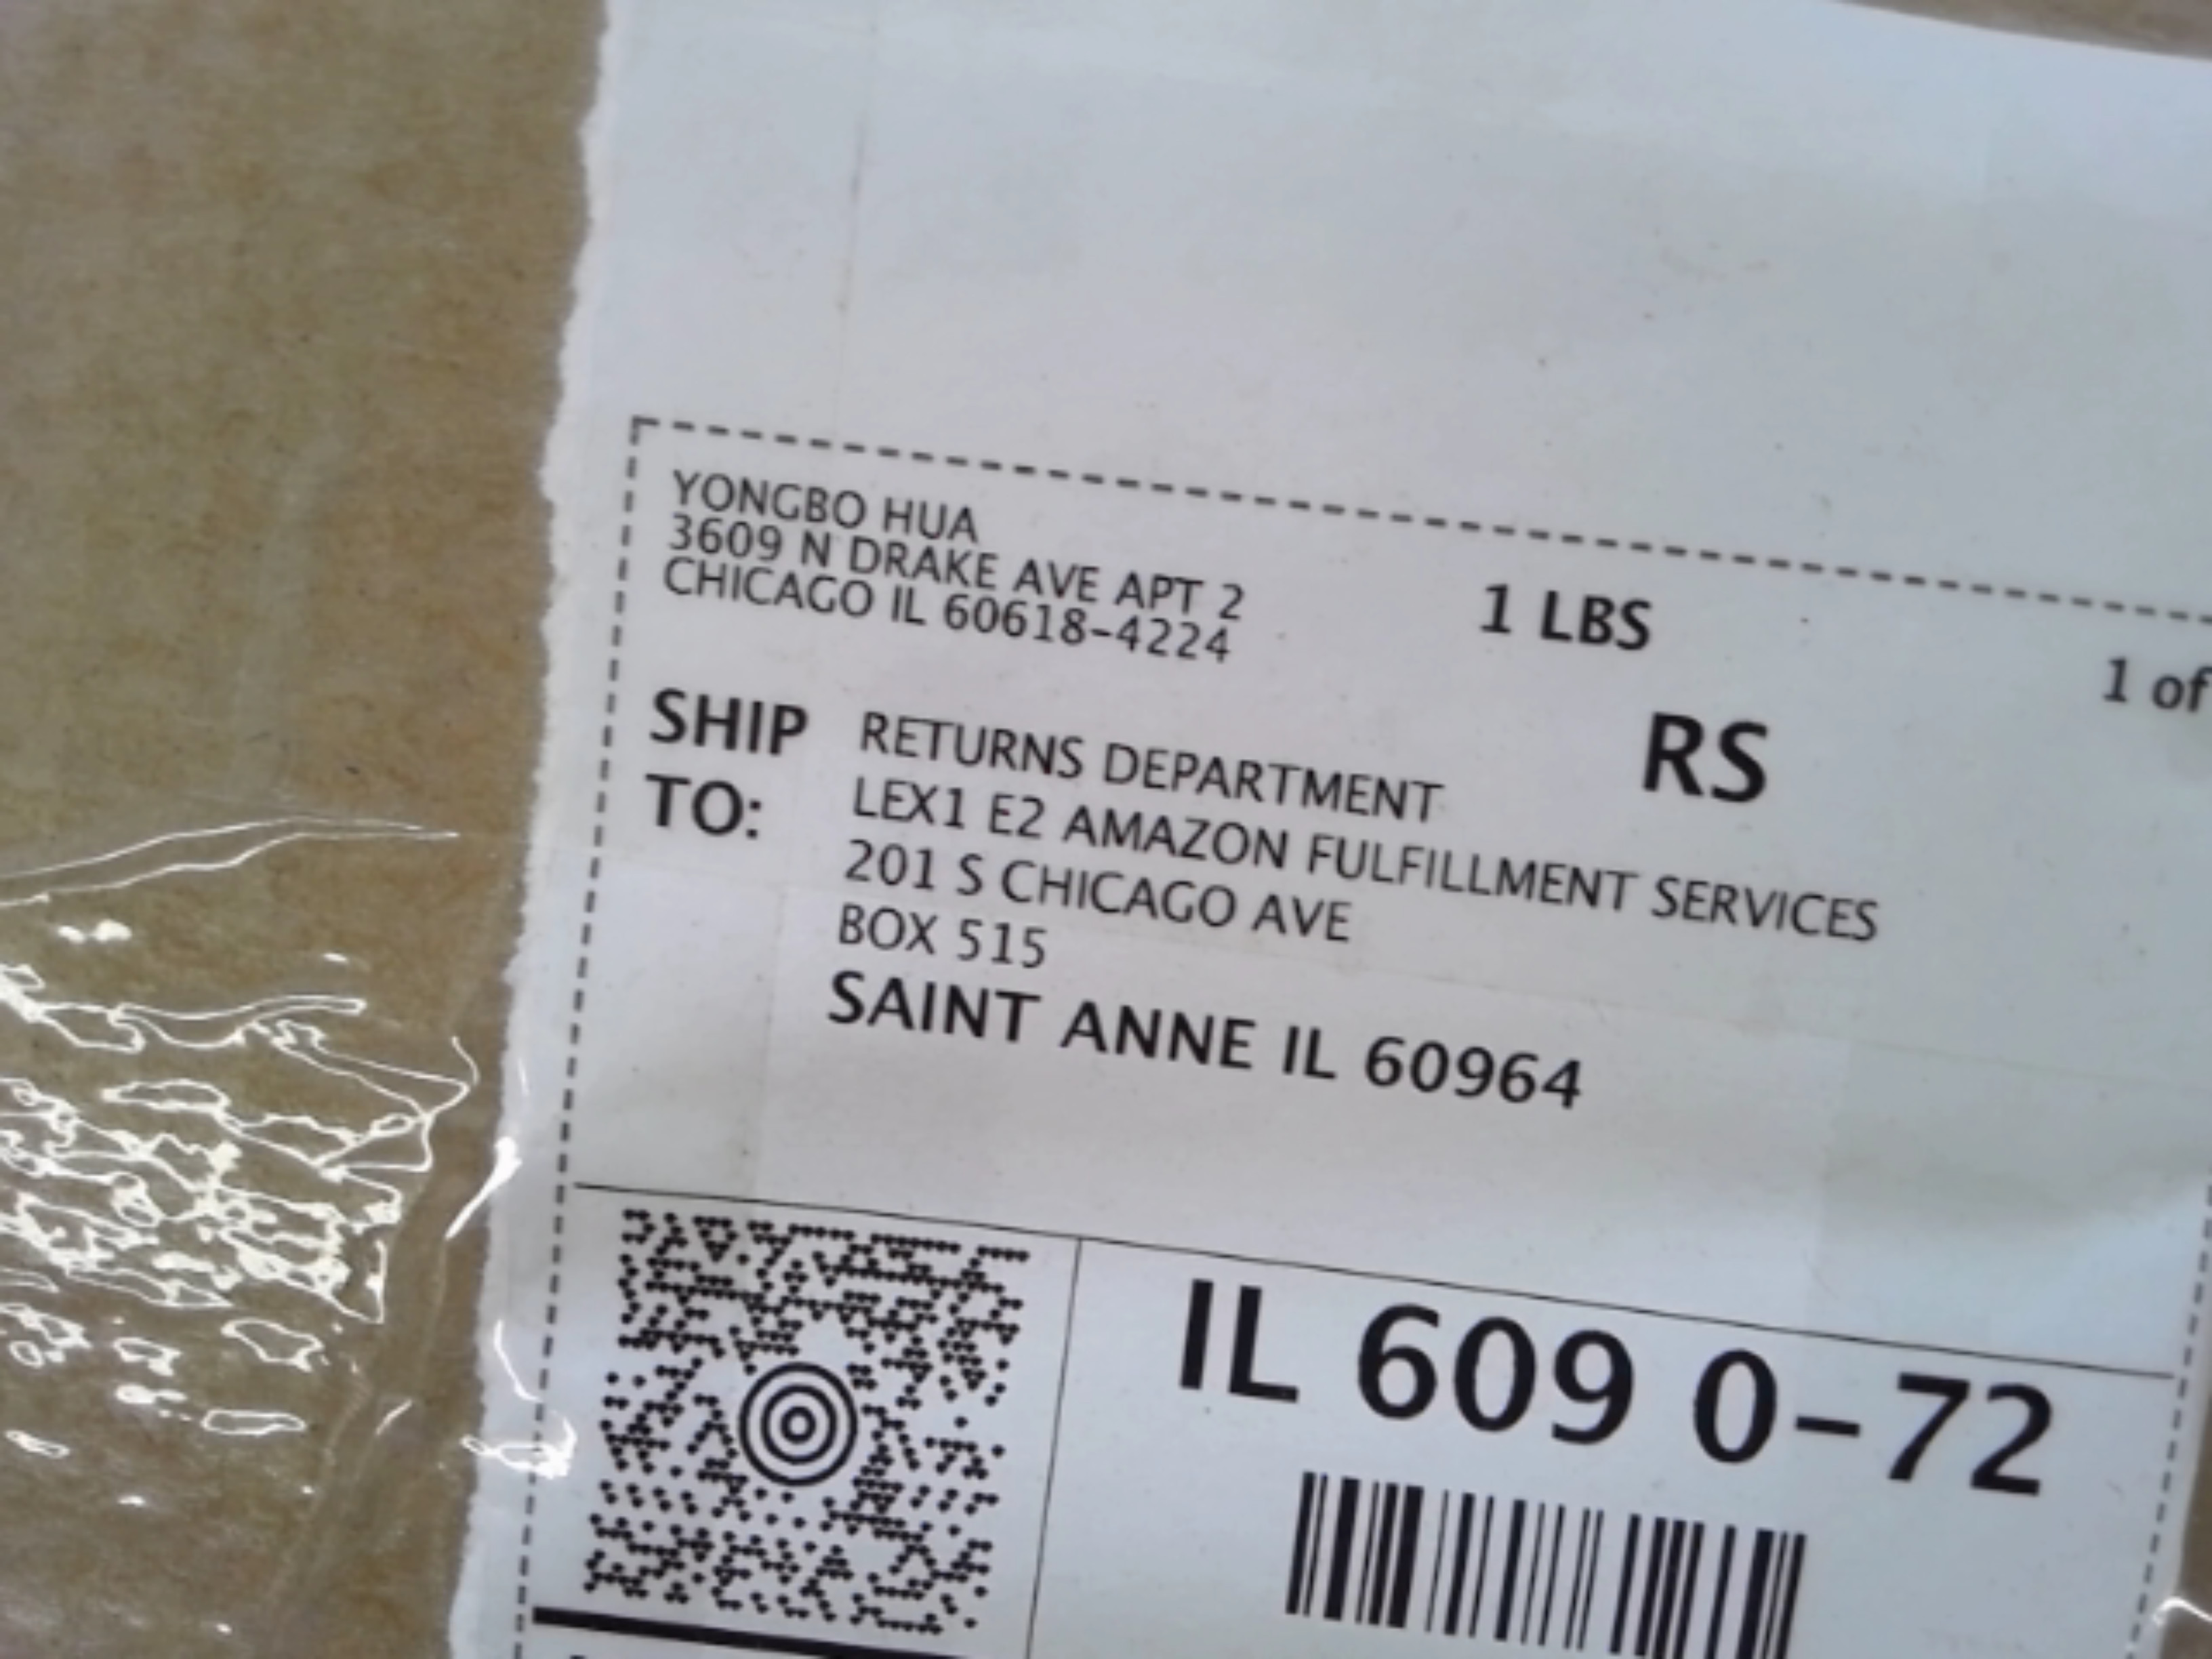 YONGBO HUA
3609 N DRAKE AVE APT 2
CHICAGO IL 60618-4224
1 LBS
1 of
RS
SHIP
TO:
RETURNS DEPARTMENT
LEX1 E2 AMAZON FULFILLMENT SERVICES
201 S CHICAGO AVE
BOX 515
SAINT ANNE IL 60964
IL 609 0-72